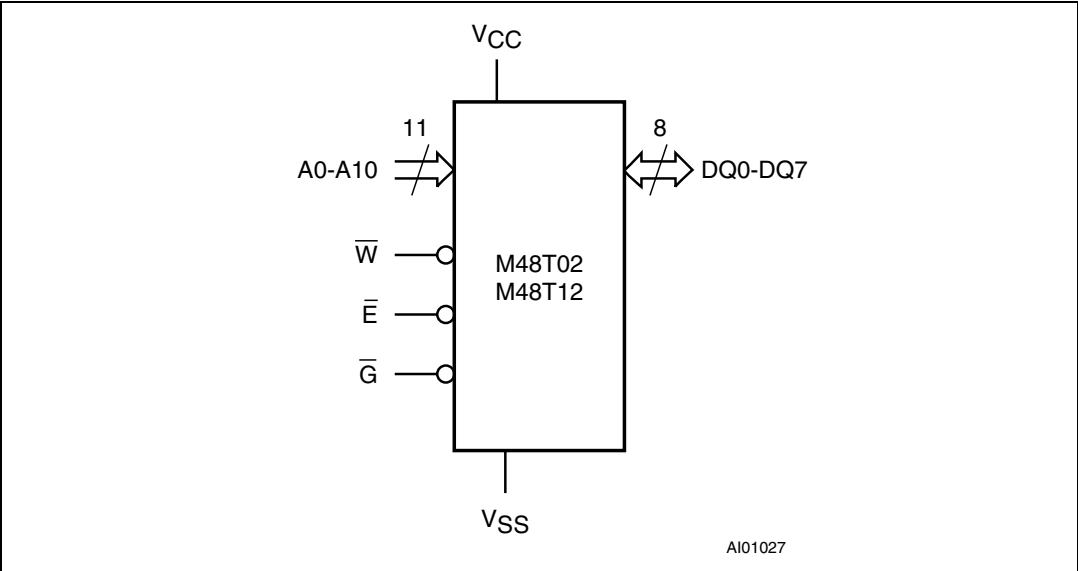 VCC
11
8
A0-A10
DQ0-DQ7
W̅
M48T02
M48T12
E̅
G̅
VSS
AI01027